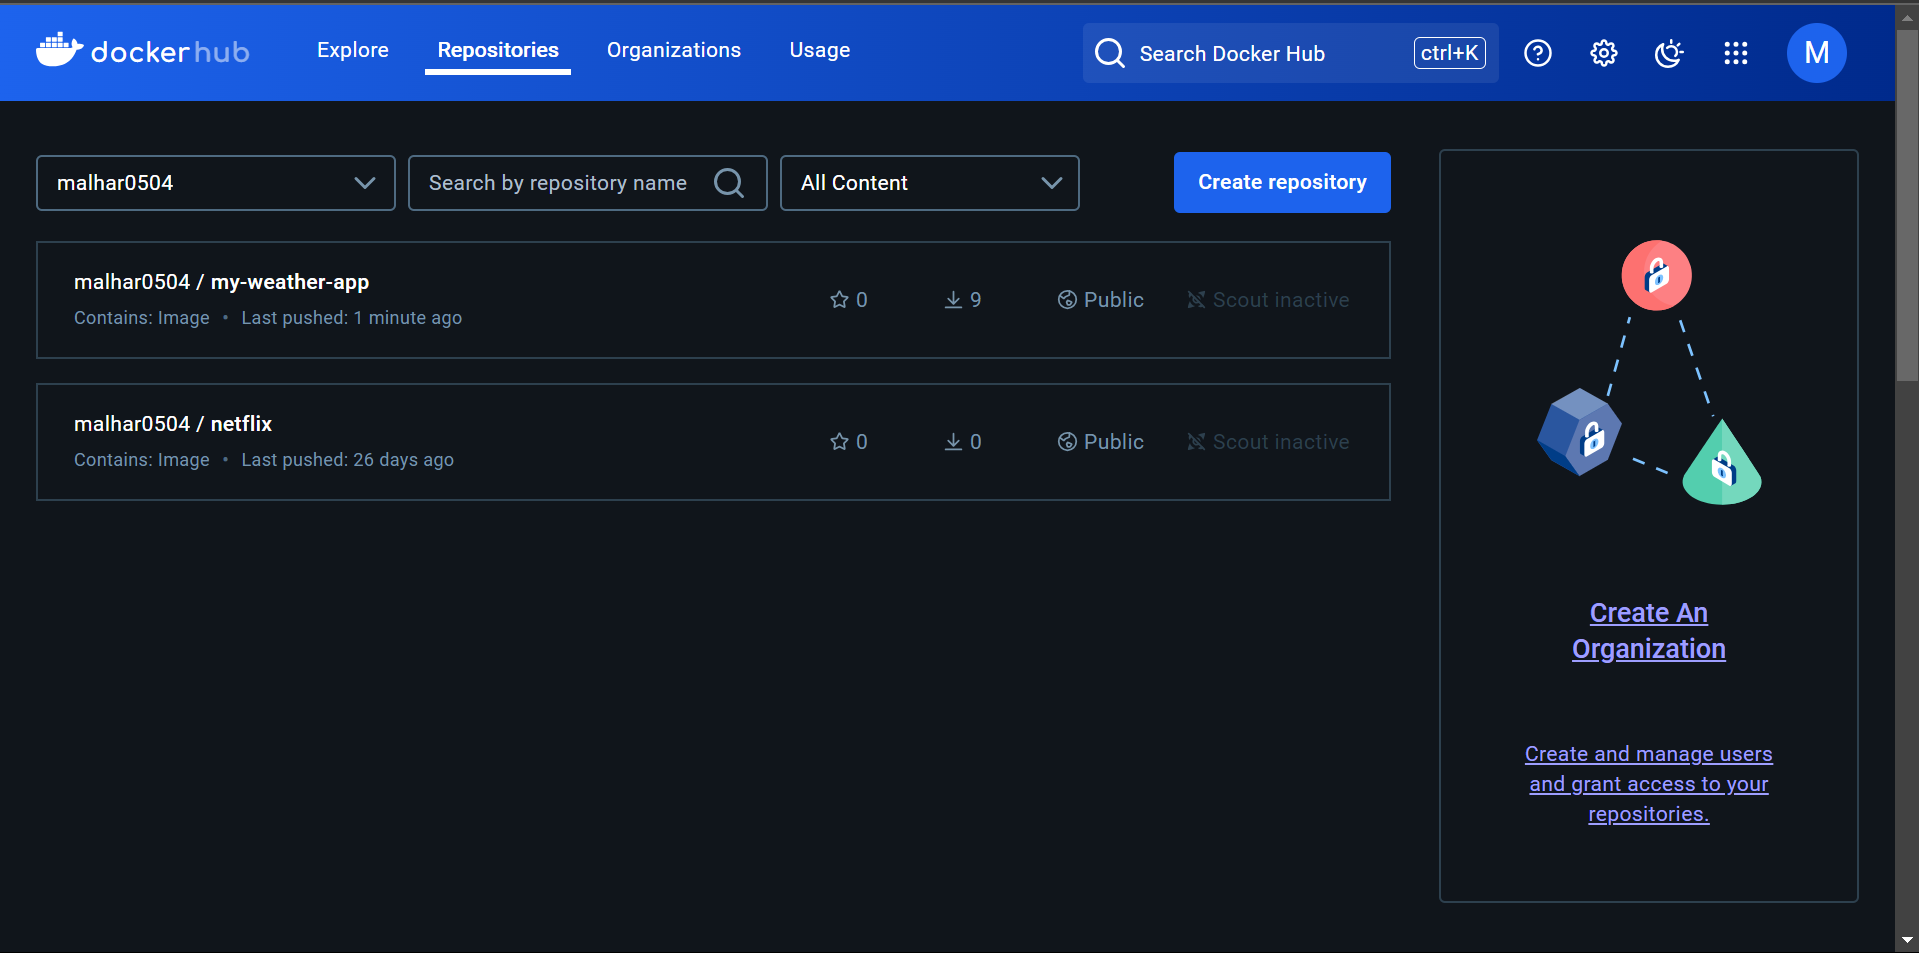 dockerhub
Explore
Repositories
Organizations
Usage
Search Docker Hub
ctrl+K
M
malhar0504
Search by repository name
All Content
Create repository
malhar0504 / my-weather-app
Contains: Image • Last pushed: 1 minute ago
0
9
Public
Scout inactive
malhar0504 / netflix
Contains: Image • Last pushed: 26 days ago
0
0
Public
Scout inactive
Create An
Organization
Create and manage users
and grant access to your
repositories.